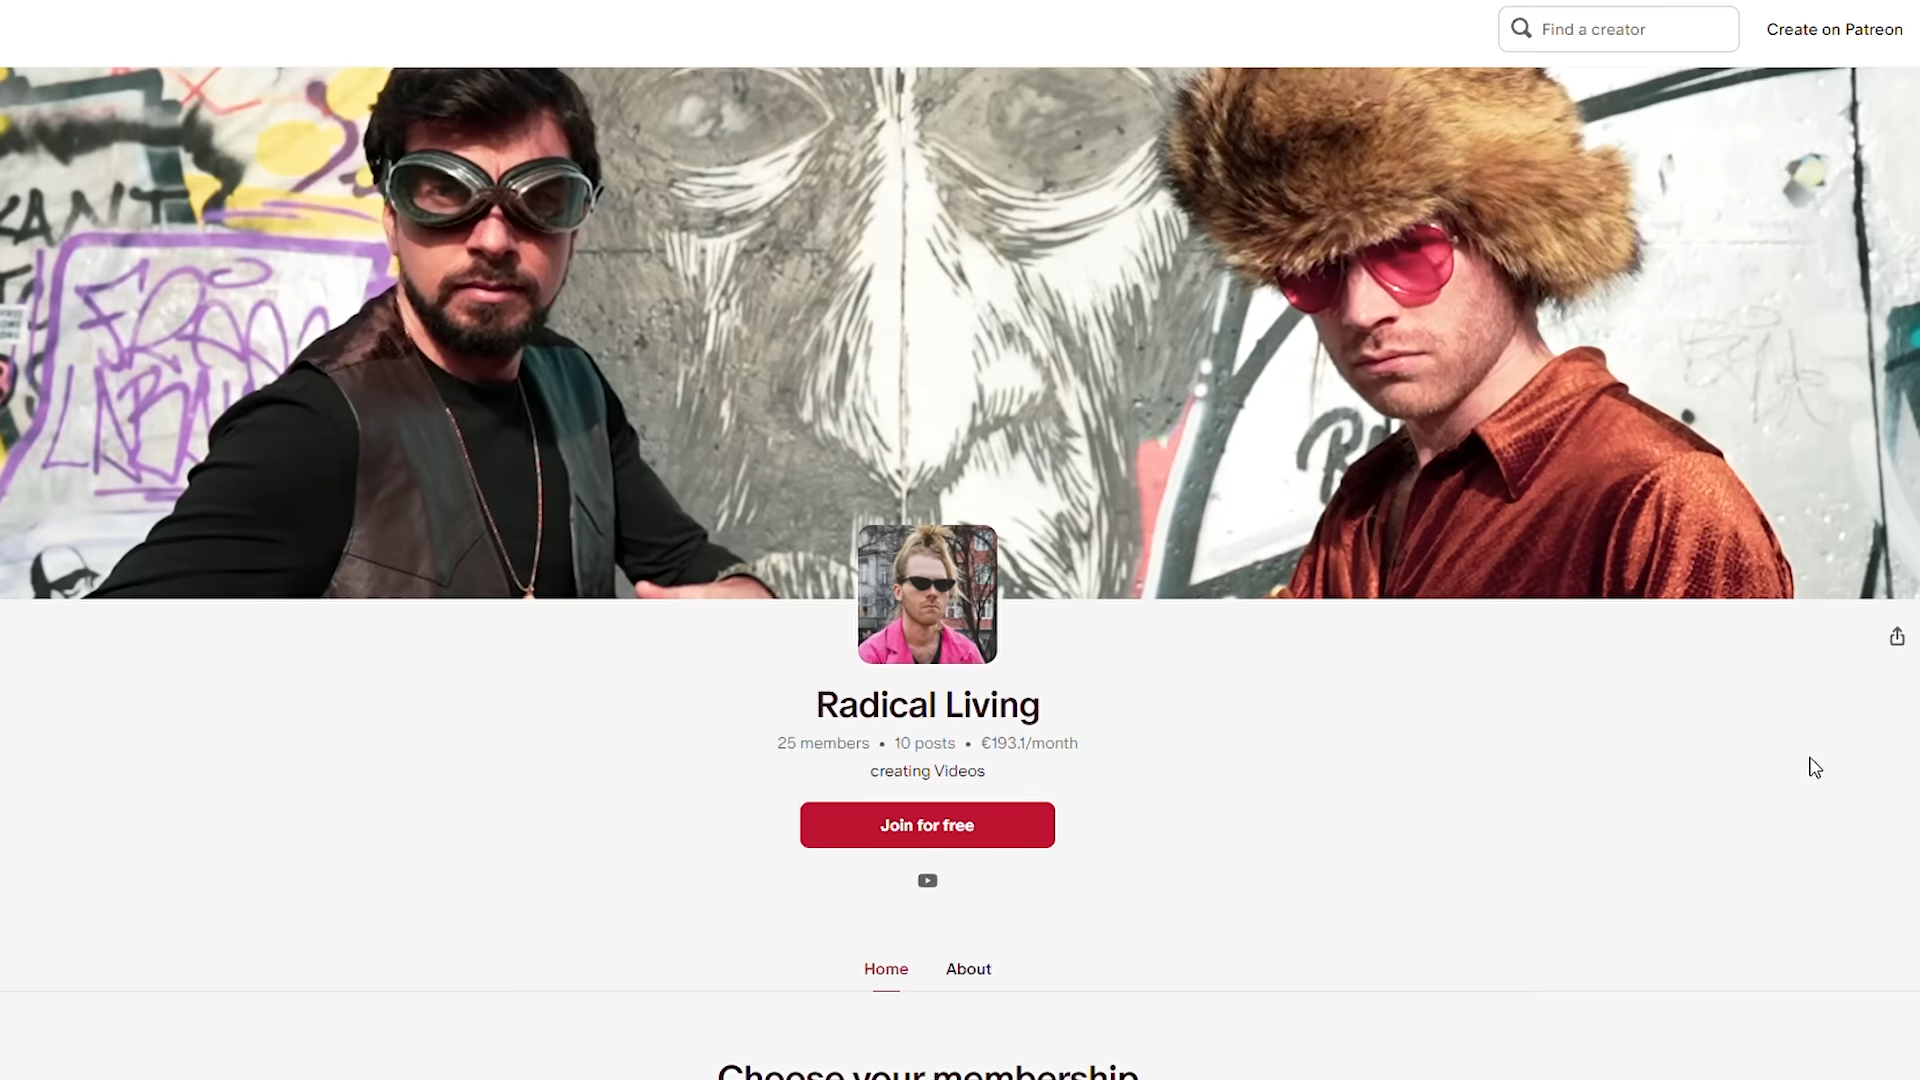 Find a creator
Create on Patreon
Radical Living
25 members • 10 posts • €193.1/month
creating Videos
Join for free
Home
About
Choose your membership